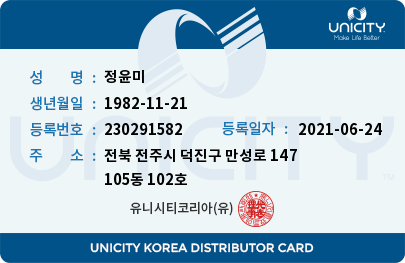 UNICITY
Make Life Better
성 명 : 정윤미
생년월일 : 1982-11-21
등록번호 : 230291582 등록일자 : 2021-06-24
주 소 : 전북 전주시 덕진구 만성로 147
105동 102호
UNICITY
유니시티코리아(유)
UNICITY KOREA DISTRIBUTOR CARD